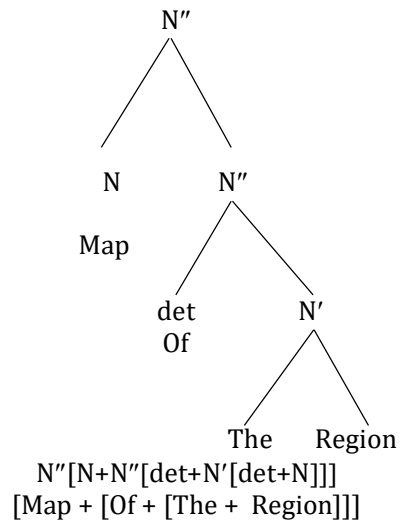 N″
N N″
Map
det N′
Of
The Region
N″[N+N″[det+N′[det+N]]]
[Map + [Of + [The + Region]]]